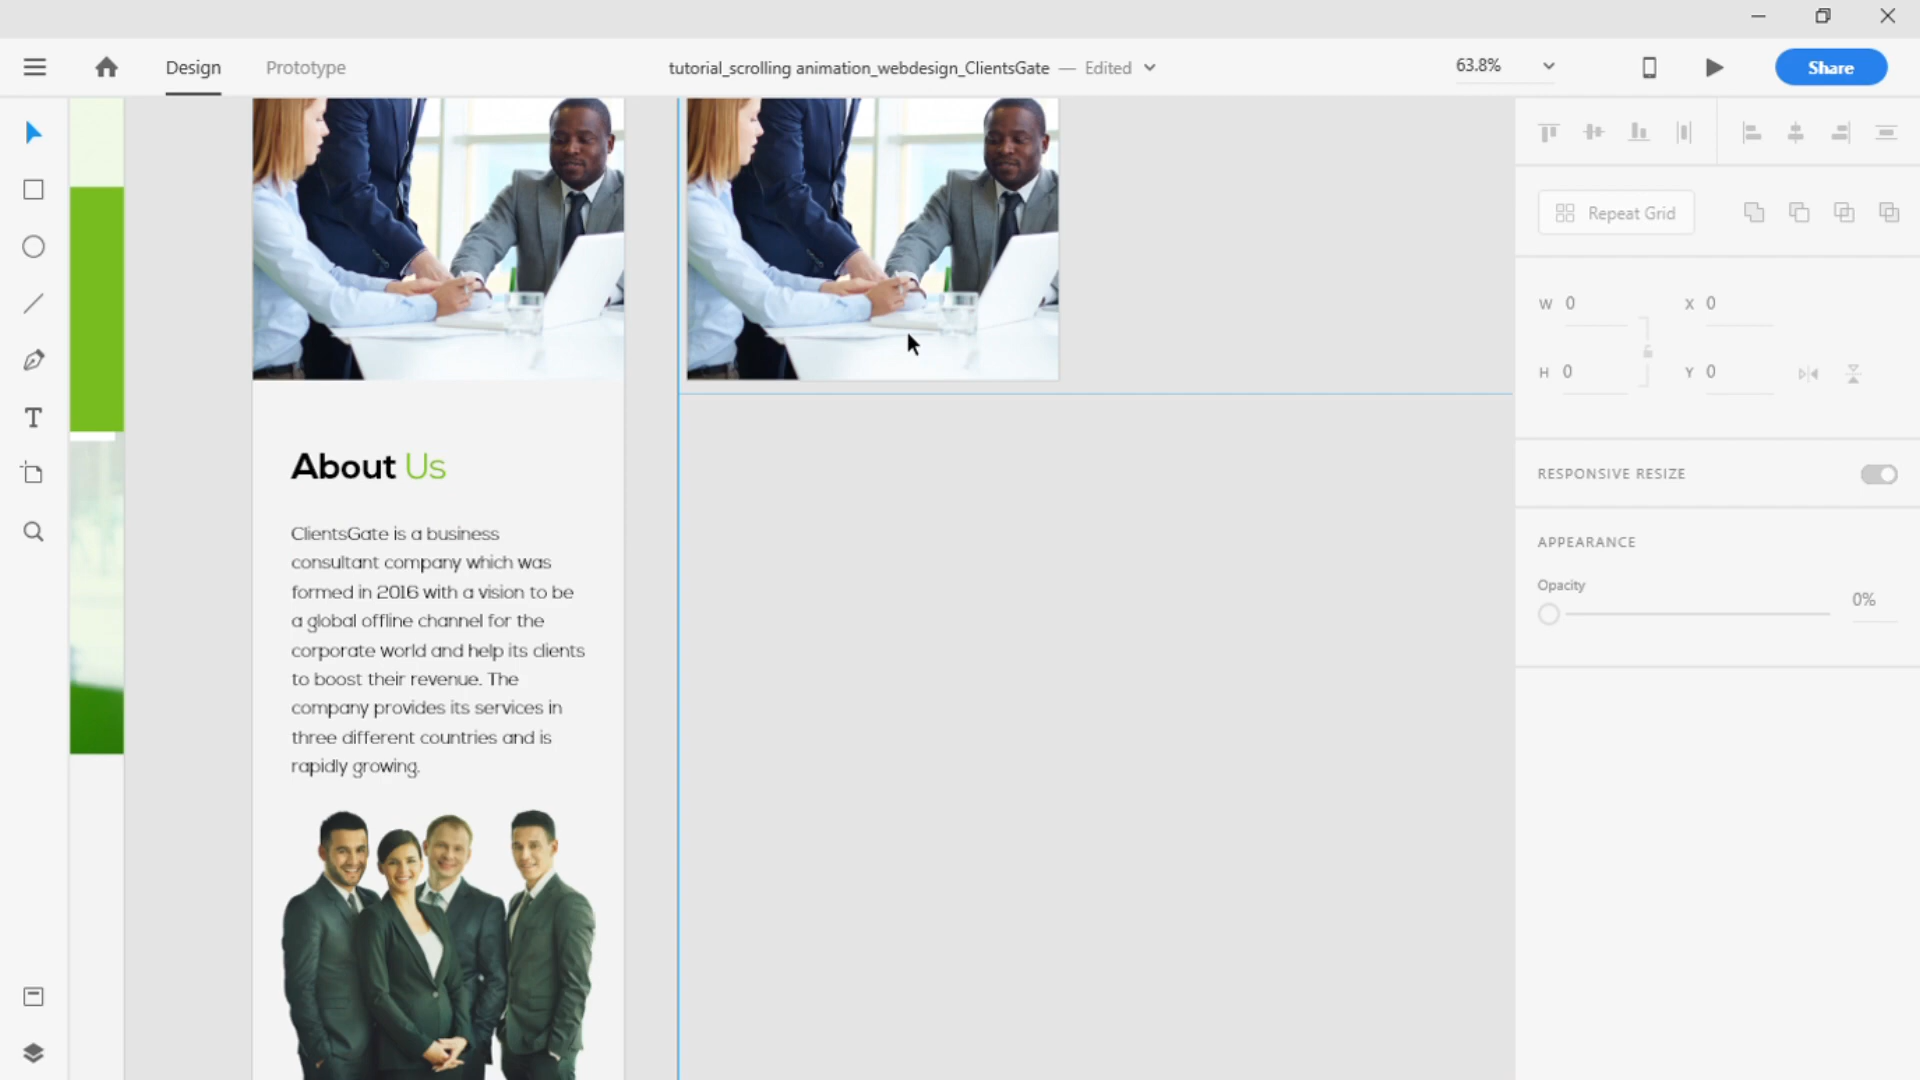 Design
Prototype
tutorial_scrolling animation_webdesign_ClientsGate — Edited
63.8%
Share
Repeat Grid
W 0
X 0
H 0
Y 0
RESPONSIVE RESIZE
APPEARANCE
Opacity
0%
About Us
ClientsGate is a business
consultant company which was
formed in 2016 with a vision to be
a global offline channel for the
corporate world and help its clients
to boost their revenue. The
company provides its services in
three different countries and is
rapidly growing.